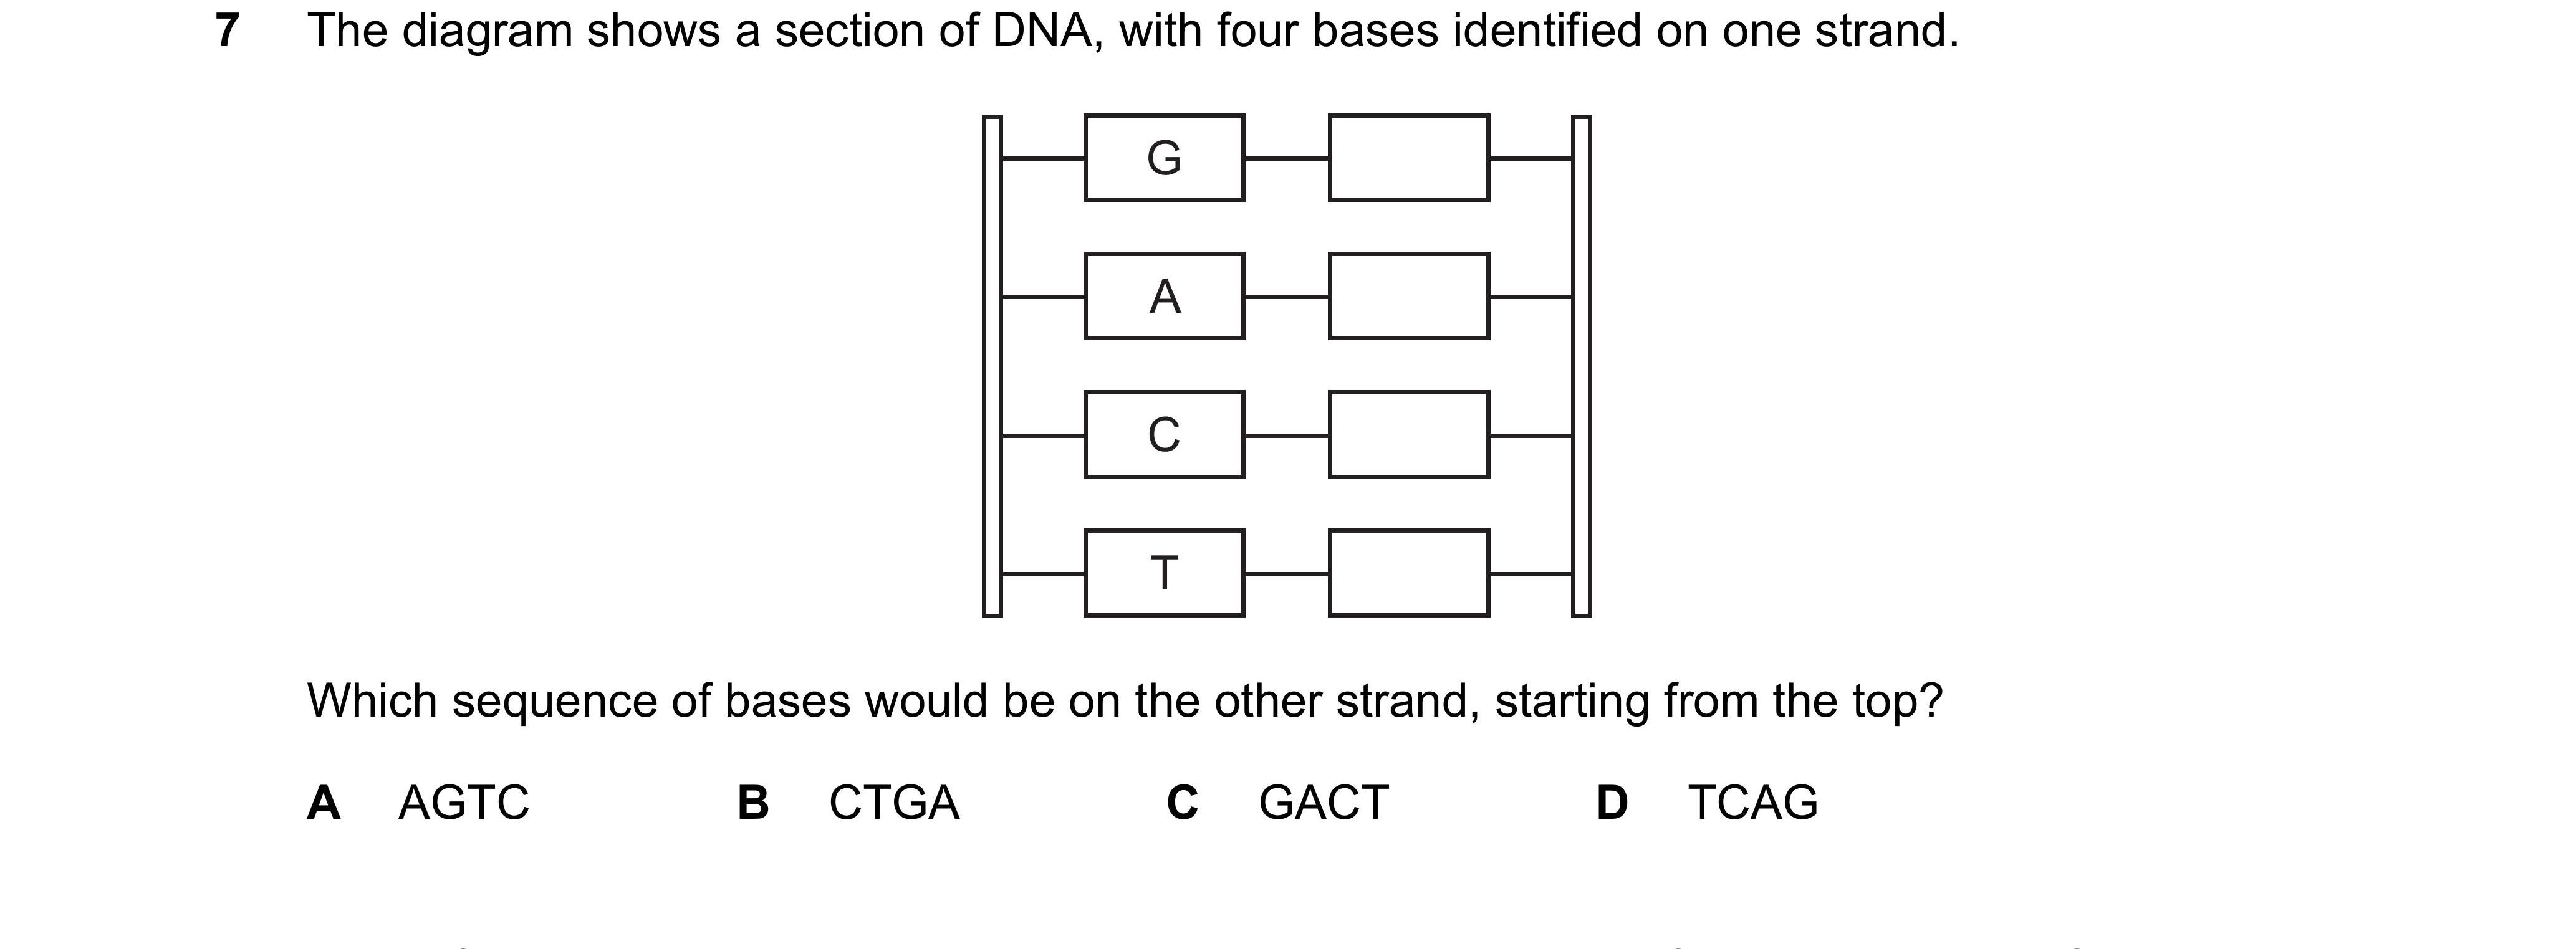 7 The diagram shows a section of DNA, with four bases identified on one strand.
G
A
C
T
Which sequence of bases would be on the other strand, starting from the top?
A AGTC B CTGA C GACT D TCAG